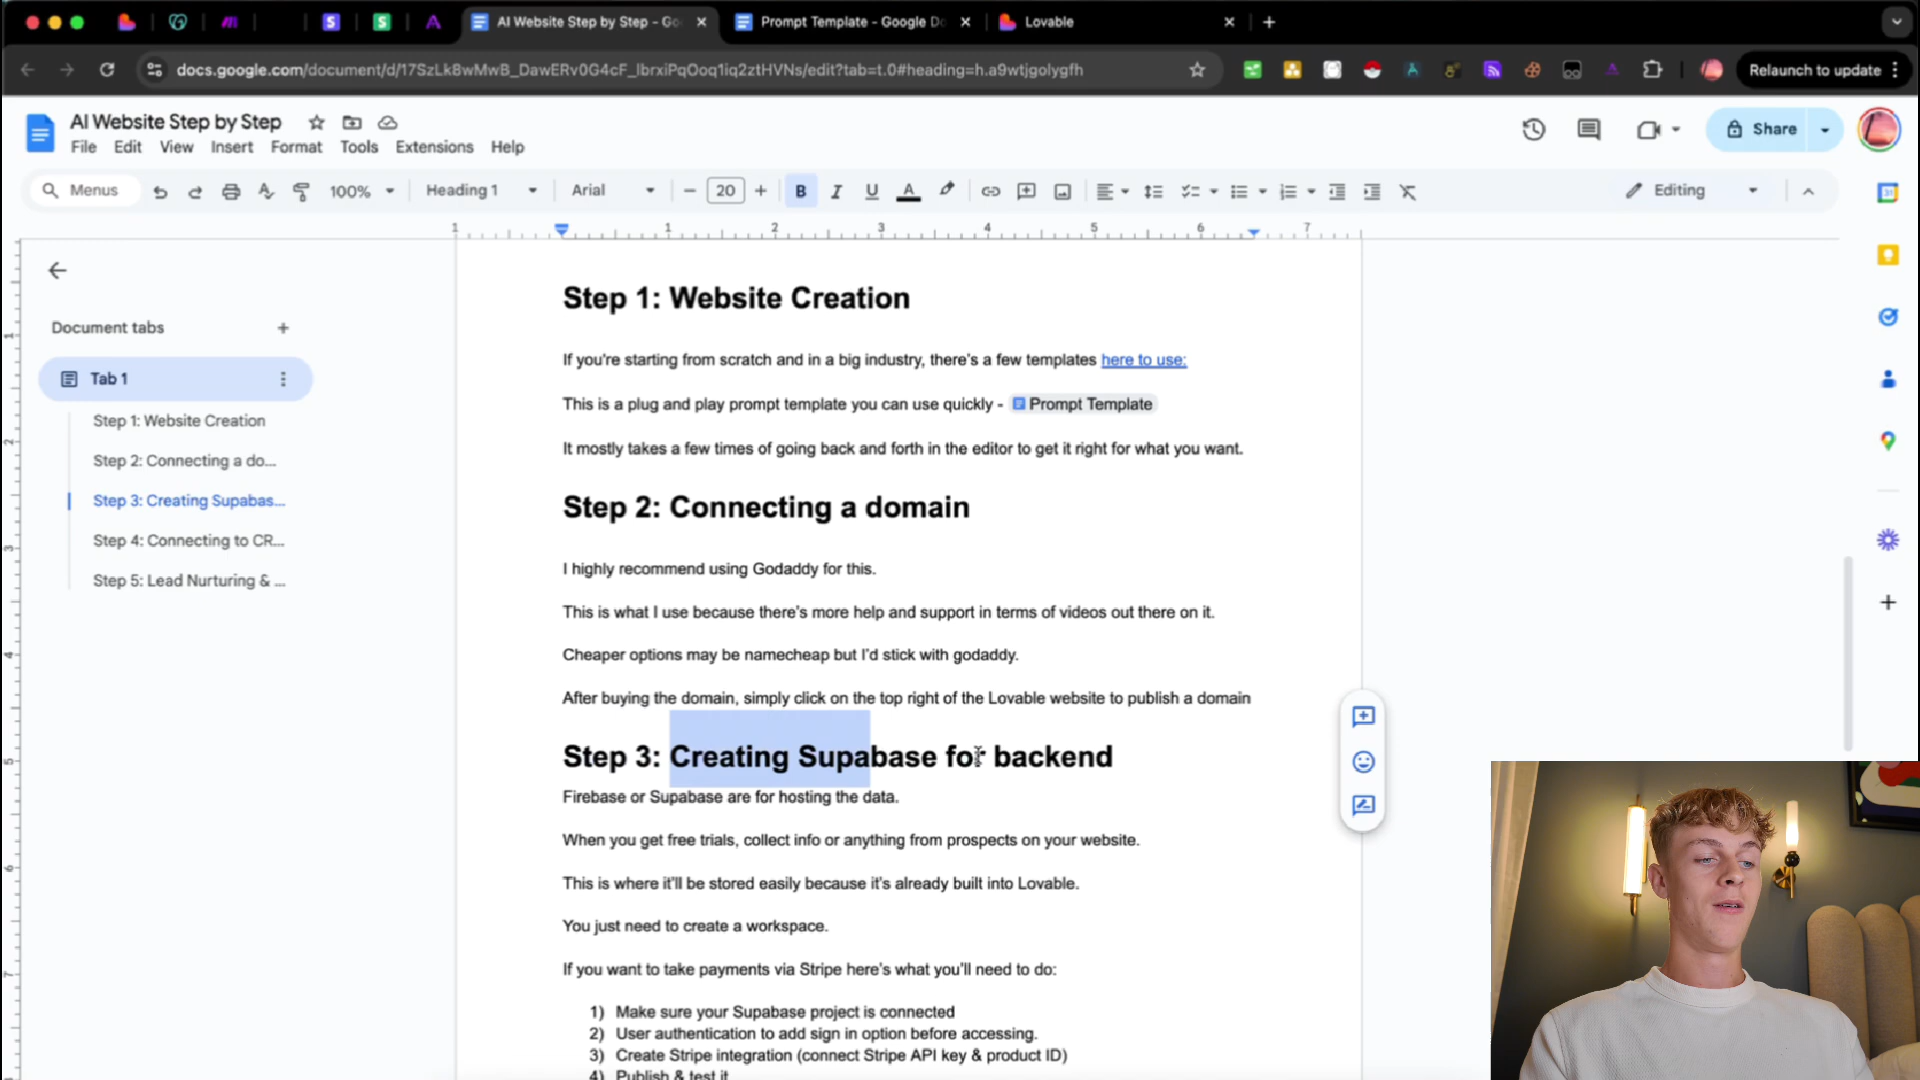 AI Website Step by Step - Go
Prompt Template - Google Do
Lovable
docs.google.com/document/d/17SzLk8wMwB_DawERv0G4cF_lbrxiPqOoq1iq2ztHVNs/edit?tab=t.0#heading=h.a9wtjgolygfh
Relaunch to update
AI Website Step by Step
File Edit View Insert Format Tools Extensions Help
Share
Menus
100%
Heading 1
Arial
20
Editing
1 1 2 3 4 5 6 7
Document tabs
Tab 1
Step 1: Website Creation
Step 2: Connecting a do...
Step 3: Creating Supabas...
Step 4: Connecting to CR...
Step 5: Lead Nurturing & ...
Step 1: Website Creation
If you're starting from scratch and in a big industry, there's a few templates here to use:
This is a plug and play prompt template you can use quickly - Prompt Template
It mostly takes a few times of going back and forth in the editor to get it right for what you want.
Step 2: Connecting a domain
I highly recommend using Godaddy for this.
This is what I use because there's more help and support in terms of videos out there on it.
Cheaper options may be namecheap but I'd stick with godaddy.
After buying the domain, simply click on the top right of the Lovable website to publish a domain
Step 3: Creating Supabase for backend
Firebase or Supabase are for hosting the data.
When you get free trials, collect info or anything from prospects on your website.
This is where it'll be stored easily because it's already built into Lovable.
You just need to create a workspace.
If you want to take payments via Stripe here's what you'll need to do:
1) Make sure your Supabase project is connected
2) User authentication to add sign in option before accessing.
3) Create Stripe integration (connect Stripe API key & product ID)
4) Publish & test it